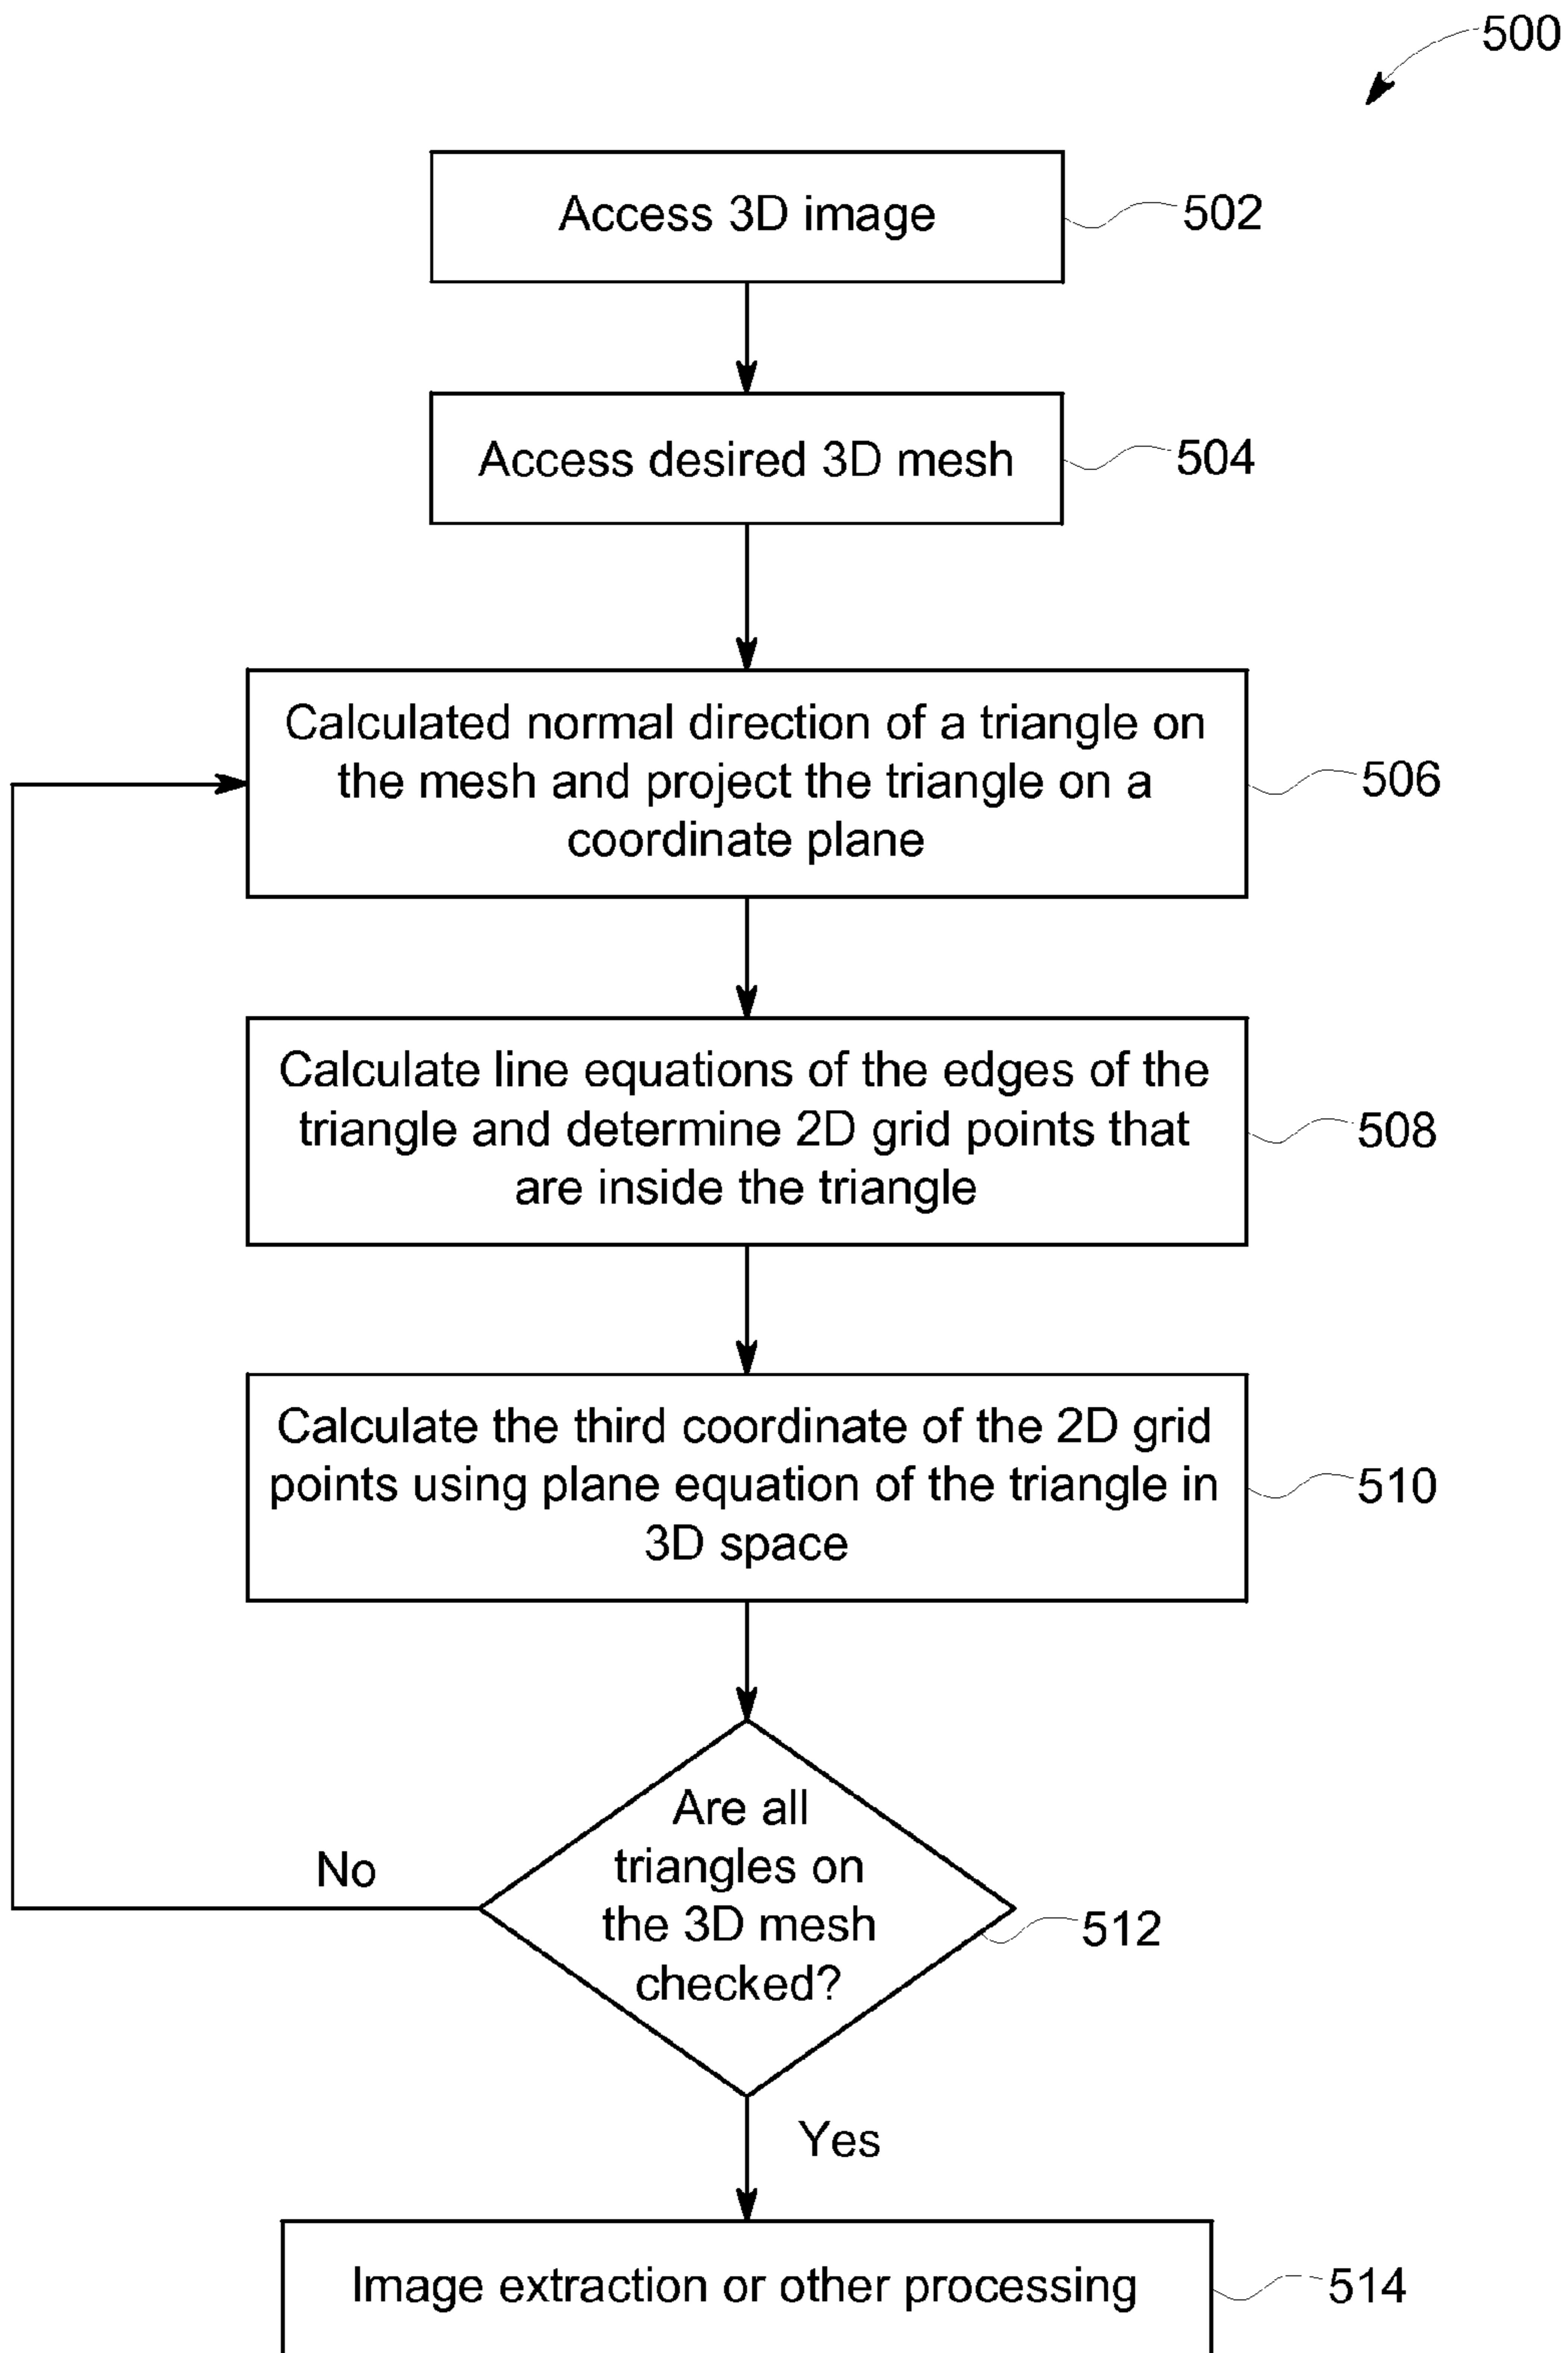 500
Access 3D image
502
Access desired 3D mesh
504
Calculated normal direction of a triangle on
the mesh and project the triangle on a
coordinate plane
506
Calculate line equations of the edges of the
triangle and determine 2D grid points that
are inside the triangle
508
Calculate the third coordinate of the 2D grid
points using plane equation of the triangle in
3D space
510
Are all
triangles on
the 3D mesh
checked?
512
No
Yes
Image extraction or other processing
514